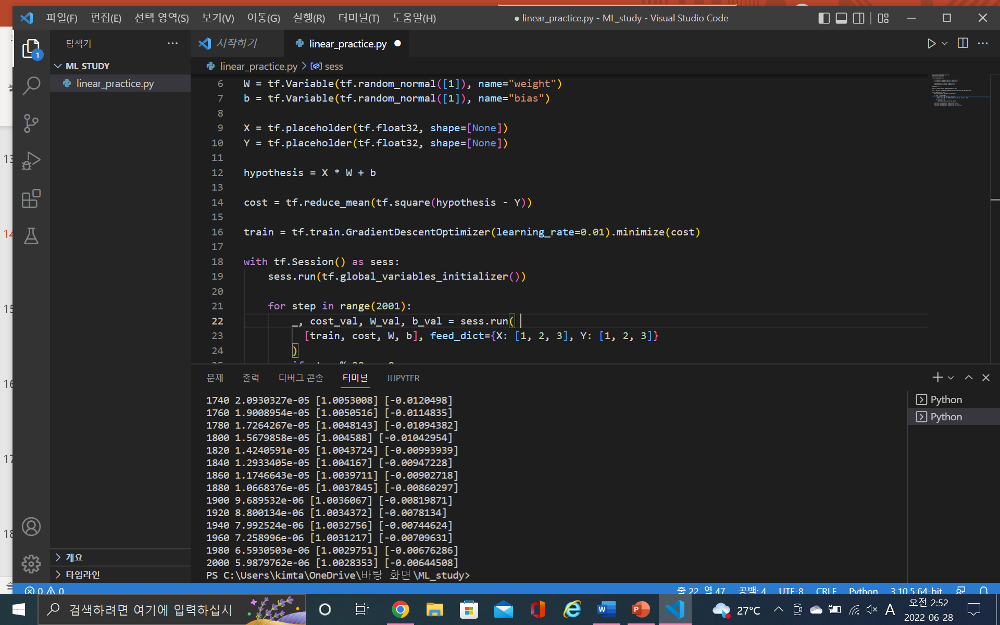 파일(F) 편집(E) 선택 영역(S) 보기(V) 이동(G) 실행(R) 터미널(T) 도움말(H)
● linear_practice.py - ML_study - Visual Studio Code
탐색기
시작하기
linear_practice.py
ML_STUDY
linear_practice.py
linear_practice.py > sess
6 W = tf.Variable(tf.random_normal([1]), name="weight")
7 b = tf.Variable(tf.random_normal([1]), name="bias")
8
9 X = tf.placeholder(tf.float32, shape=[None])
10 Y = tf.placeholder(tf.float32, shape=[None])
11
12 hypothesis = X * W + b
13
14 cost = tf.reduce_mean(tf.square(hypothesis - Y))
15
16 train = tf.train.GradientDescentOptimizer(learning_rate=0.01).minimize(cost)
17
18 with tf.Session() as sess:
19 sess.run(tf.global_variables_initializer())
20
21 for step in range(2001):
22 _, cost_val, W_val, b_val = sess.run(
23 [train, cost, W, b], feed_dict={X: [1, 2, 3], Y: [1, 2, 3]}
24 )
문제 출력 디버그 콘솔 터미널 JUPYTER
1740 2.0930327e-05 [1.0053008] [-0.0120498]
1760 1.9008954e-05 [1.0050516] [-0.0114835]
1780 1.7264267e-05 [1.0048143] [-0.01094382]
1800 1.5679858e-05 [1.004588] [-0.01042954]
1820 1.4240591e-05 [1.0043724] [-0.00993939]
1840 1.2933405e-05 [1.004167] [-0.00947228]
1860 1.1746643e-05 [1.0039711] [-0.00902718]
1880 1.0668376e-05 [1.0037845] [-0.00860297]
1900 9.689532e-06 [1.0036067] [-0.00819871]
1920 8.800134e-06 [1.0034372] [-0.0078134]
1940 7.992524e-06 [1.0032756] [-0.00744624]
1960 7.258996e-06 [1.0031217] [-0.00709631]
1980 6.5930503e-06 [1.0029751] [-0.00676286]
2000 5.9879762e-06 [1.0028353] [-0.00644508]
PS C:\Users\kimta\OneDrive\바탕 화면\ML_study>
Python
Python
개요
타임라인
1
13
14
15
16
17
18
0 0
줄 22, 열 47 공백: 4 UTF-8 CRLF Python 3.10.5 64-bit
검색하려면 여기에 입력하십시
27°C
A
오전 2:52
2022-06-28